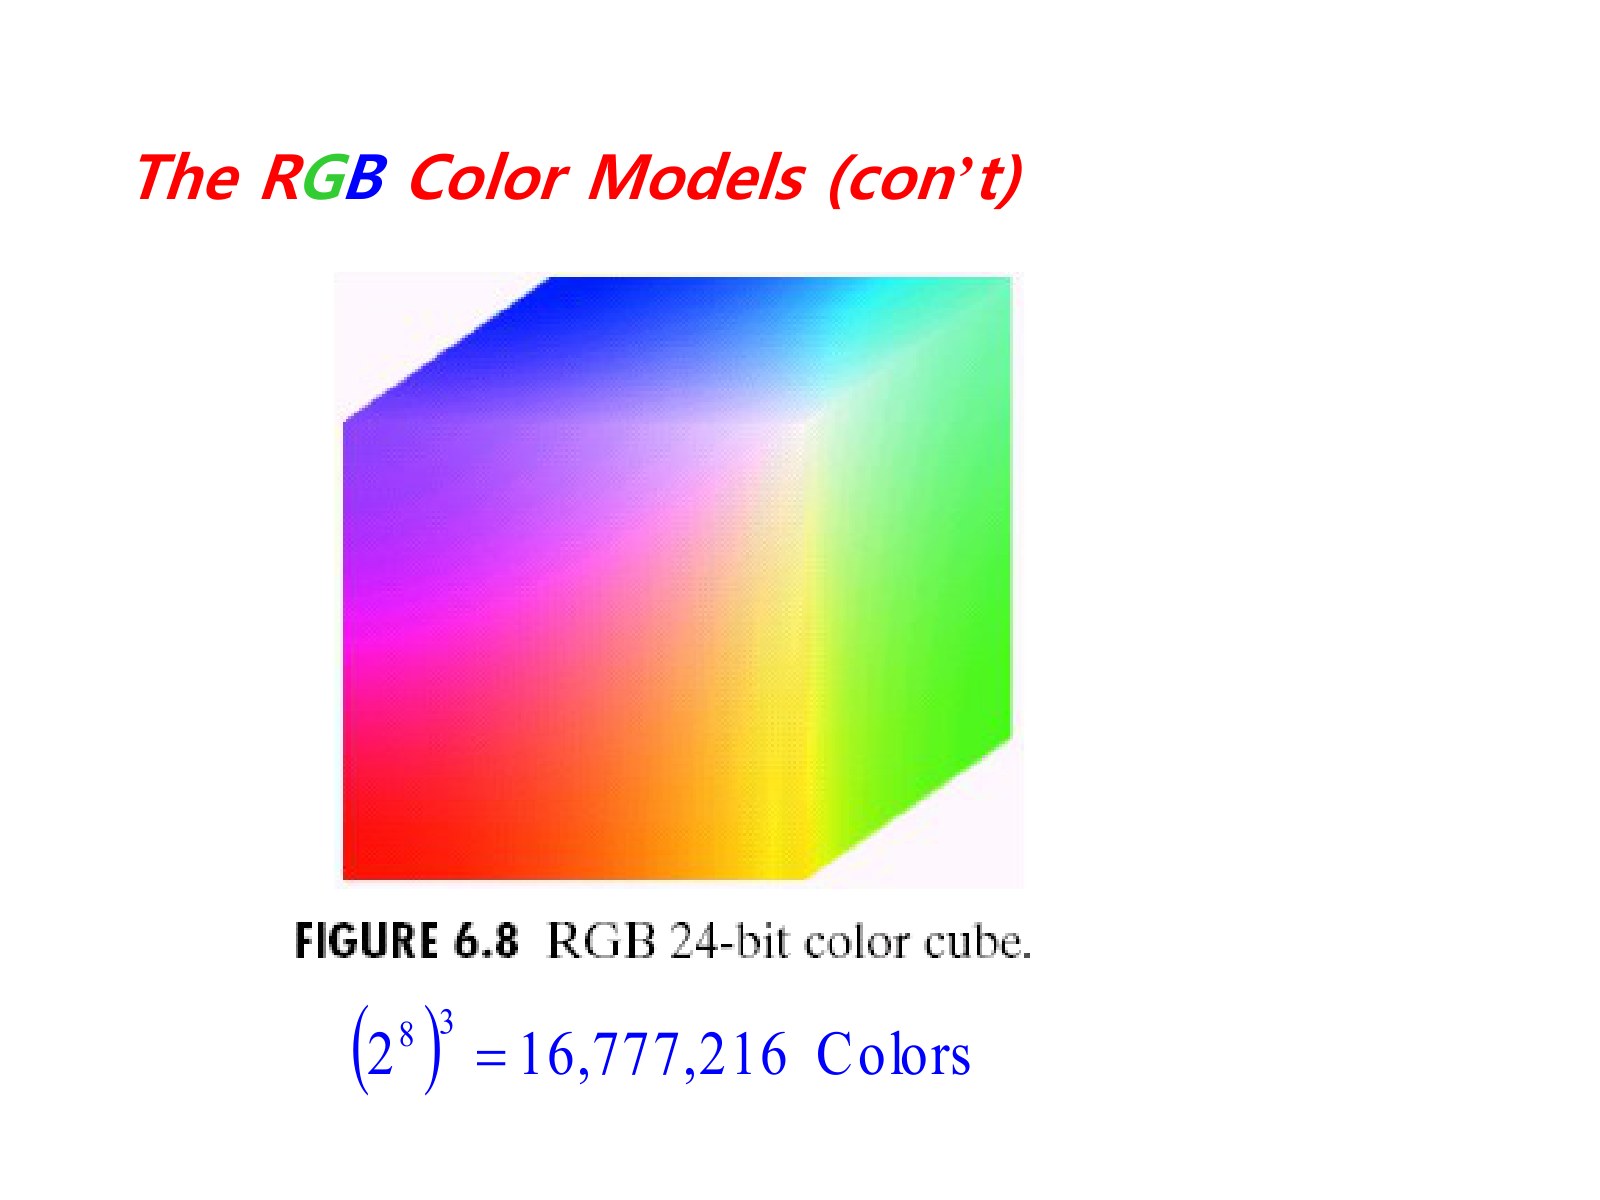 The RGB Color Models (con’t)
FIGURE 6.8 RGB 24-bit color cube.
(2^8)^3 = 16,777,216 Colors